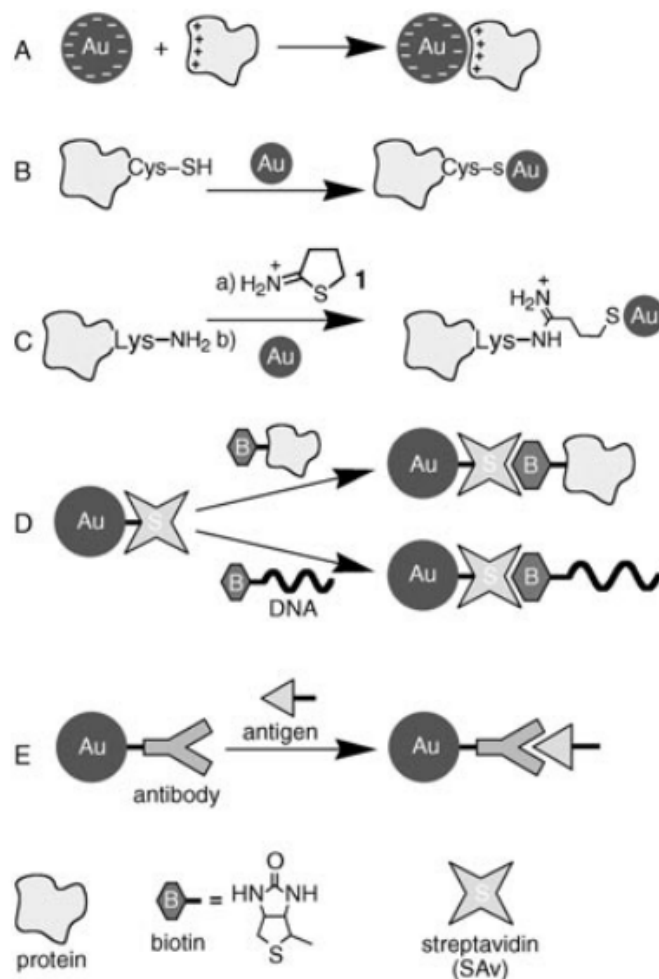 A Au + + + + + Au + + + +
B Cys–SH Au Cys–s Au
a) H₂N + S 1
C Lys–NH₂ b) Au H₂N + Lys–NH S Au
B Au S B
D Au S
B DNA Au S B
E Au antibody antigen Au
B = O HN NH S S
protein biotin streptavidin
(SAv)